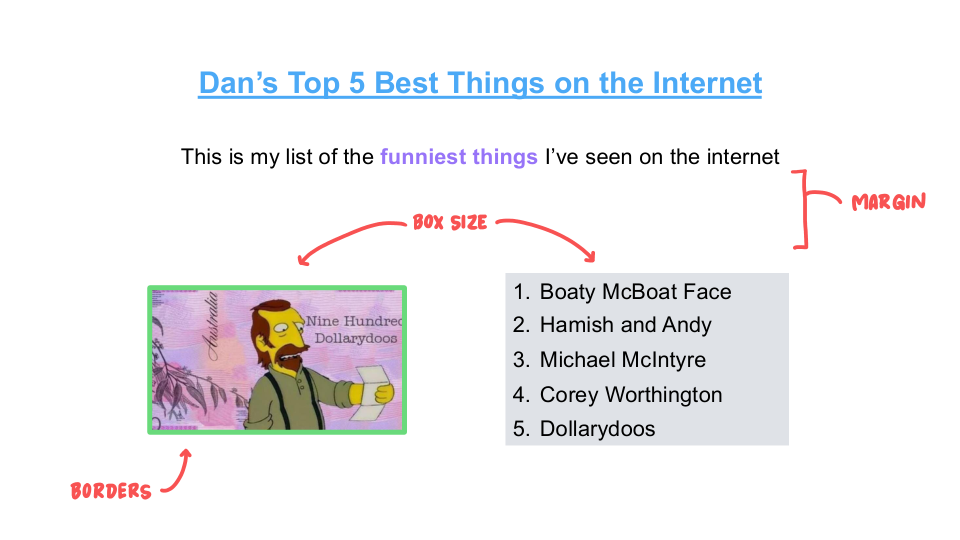 Dan's Top 5 Best Things on the Internet
This is my list of the funniest things I've seen on the internet
MARGIN
BOX SIZE
Australia
Nine Hundred
Dollarydoos
1. Boaty McBoat Face
2. Hamish and Andy
3. Michael McIntyre
4. Corey Worthington
5. Dollarydoos
BORDERS